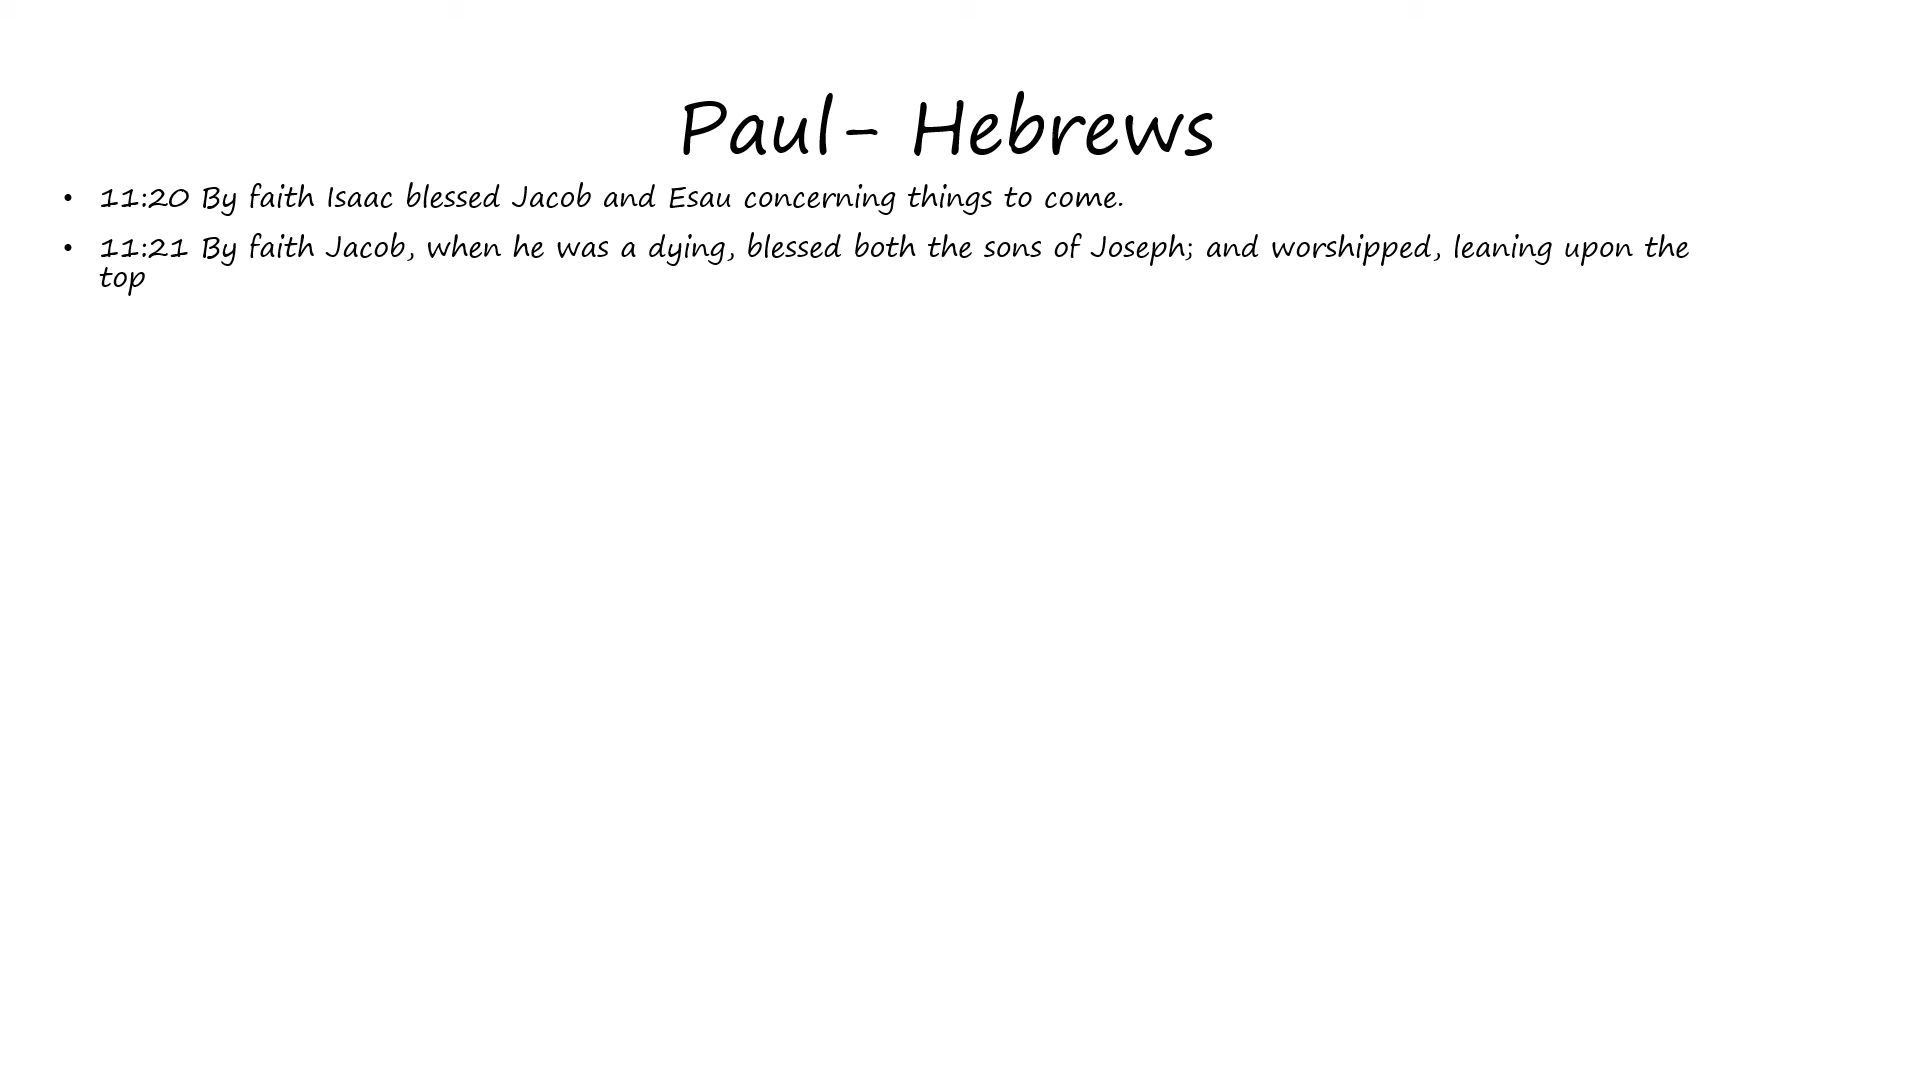 Paul- Hebrews
• 11:20 By faith Isaac blessed Jacob and Esau concerning things to come.
• 11:21 By faith Jacob, when he was a dying, blessed both the sons of Joseph; and worshipped, leaning upon the
top